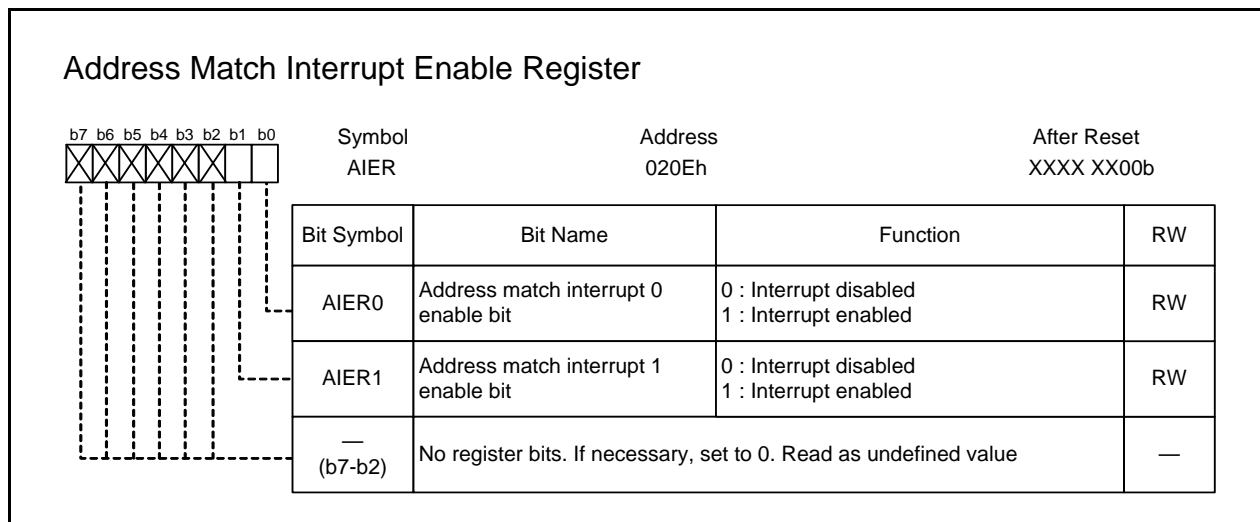 Address Match Interrupt Enable Register
b7 b6 b5 b4 b3 b2 b1 b0
Symbol Address After Reset
AIER 020Eh XXXX XX00b
Bit Symbol Bit Name Function RW
AIER0 Address match interrupt 0 enable bit 0 : Interrupt disabled RW
1 : Interrupt enabled
AIER1 Address match interrupt 1 enable bit 0 : Interrupt disabled RW
1 : Interrupt enabled
— (b7-b2) No register bits. If necessary, set to 0. Read as undefined value —